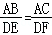 AB/DE = AC/DF